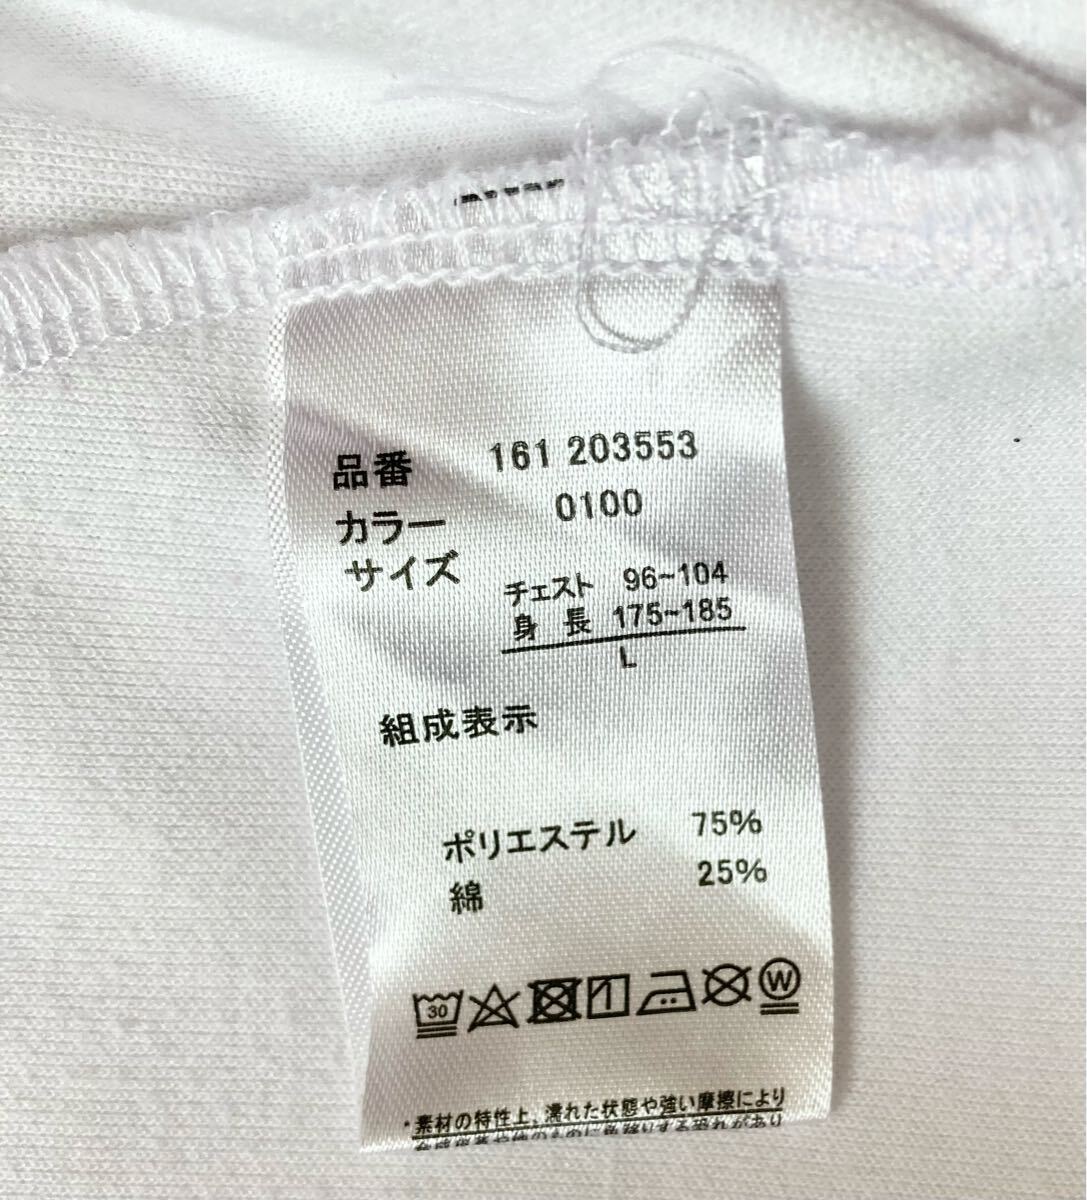 品番 161 203553
カラー 0100
サイズ
チェスト 96~104
身長 175~185
L
組成表示
ポリエステル 75%
綿 25%
30 W
・素材の特性上、濡れた状態や強い摩擦により